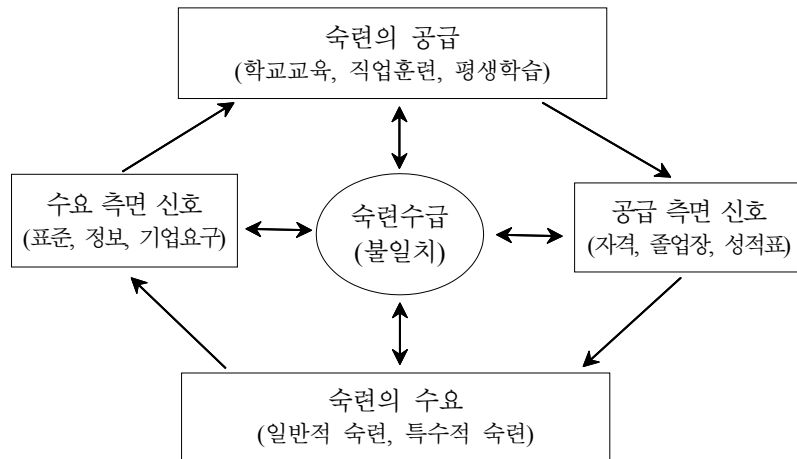 숙련의 공급
(학교교육, 직업훈련, 평생학습)
수요 측면 신호
(표준, 정보, 기업요구)
숙련수급
(불일치)
공급 측면 신호
(자격, 졸업장, 성적표)
숙련의 수요
(일반적 숙련, 특수적 숙련)